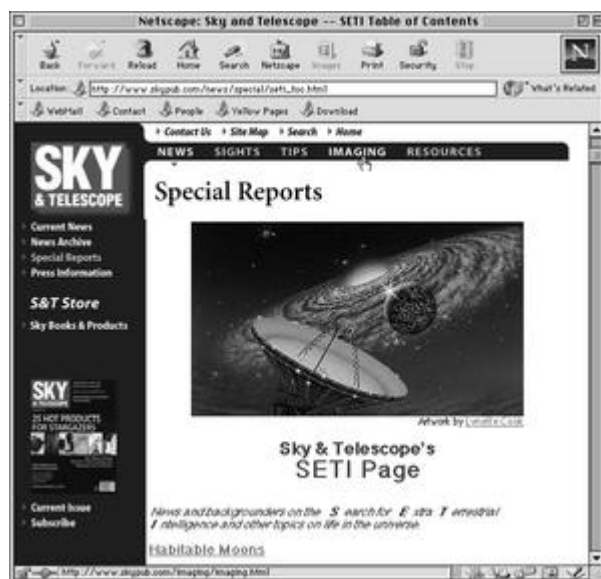 Netscape: Sky and Telescope -- SETI Table of Contents
Back Forward Reload Home Search Netscape Images Print Security Stop
Location: http://www.skypub.com/news/special/seti_toc.html What's Related
WebMail Contact People Yellow Pages Download
Contact Us Site Map Search Home
NEWS SIGHTS TIPS IMAGING RESOURCES
SKY
& TELESCOPE
Special Reports
Current News
News Archive
Special Reports
Press Information
S&T Store
Sky Books & Products
Artwork by Lynette Cook
SKY
& TELESCOPE
25 HOT PRODUCTS
FOR STARGAZERS
Sky & Telescope's
SETI Page
Current Issue
Subscribe
News and backgrounders on the Search for Extra Terrestrial
Intelligence and other topics on life in the universe.
Habitable Moons
http://www.skypub.com/imaging/imaging.html